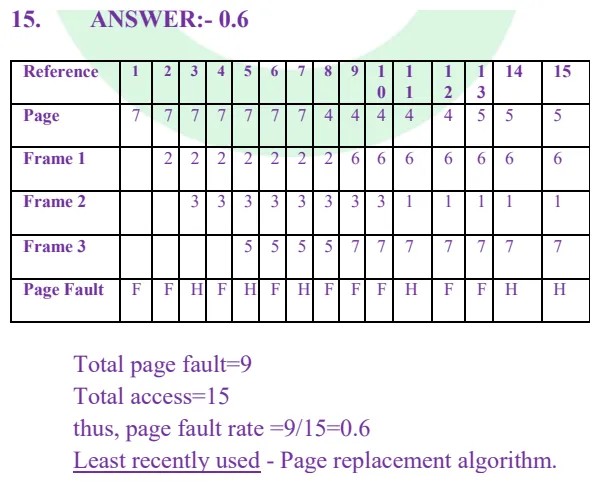 15. ANSWER:- 0.6
Reference 1 2 3 4 5 6 7 8 9 10 11 12 13 14 15
Page 7 7 7 7 7 7 7 4 4 4 4 4 5 5 5
Frame 1 2 2 2 2 2 2 2 6 6 6 6 6 6 6
Frame 2 3 3 3 3 3 3 3 3 1 1 1 1 1
Frame 3 5 5 5 5 7 7 7 7 7 7 7
Page Fault F F H F H F H F F F H F F H H
Total page fault=9
Total access=15
thus, page fault rate =9/15=0.6
Least recently used - Page replacement algorithm.